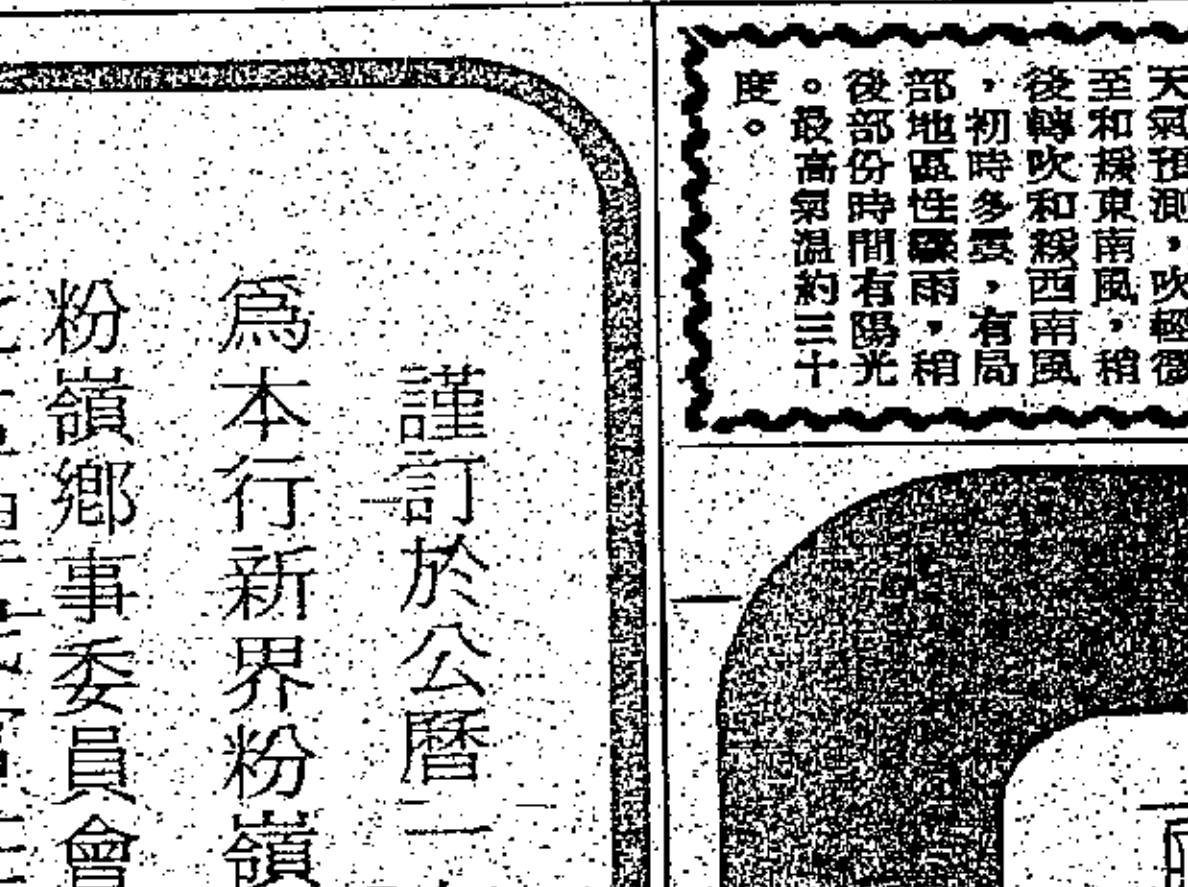 天氣預測，吹輕微
至和緩東南風，稍
後轉吹和緩西南風
，初時多雲，有局
部地區性驟雨，稍
後部份時間有陽光
。最高氣溫約三十
度。
謹訂於公曆一
爲本行新界粉嶺
粉嶺鄉事委員會